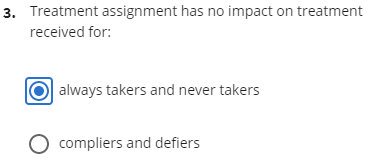 3. Treatment assignment has no impact on treatment
received for:
always takers and never takers
compliers and defiers